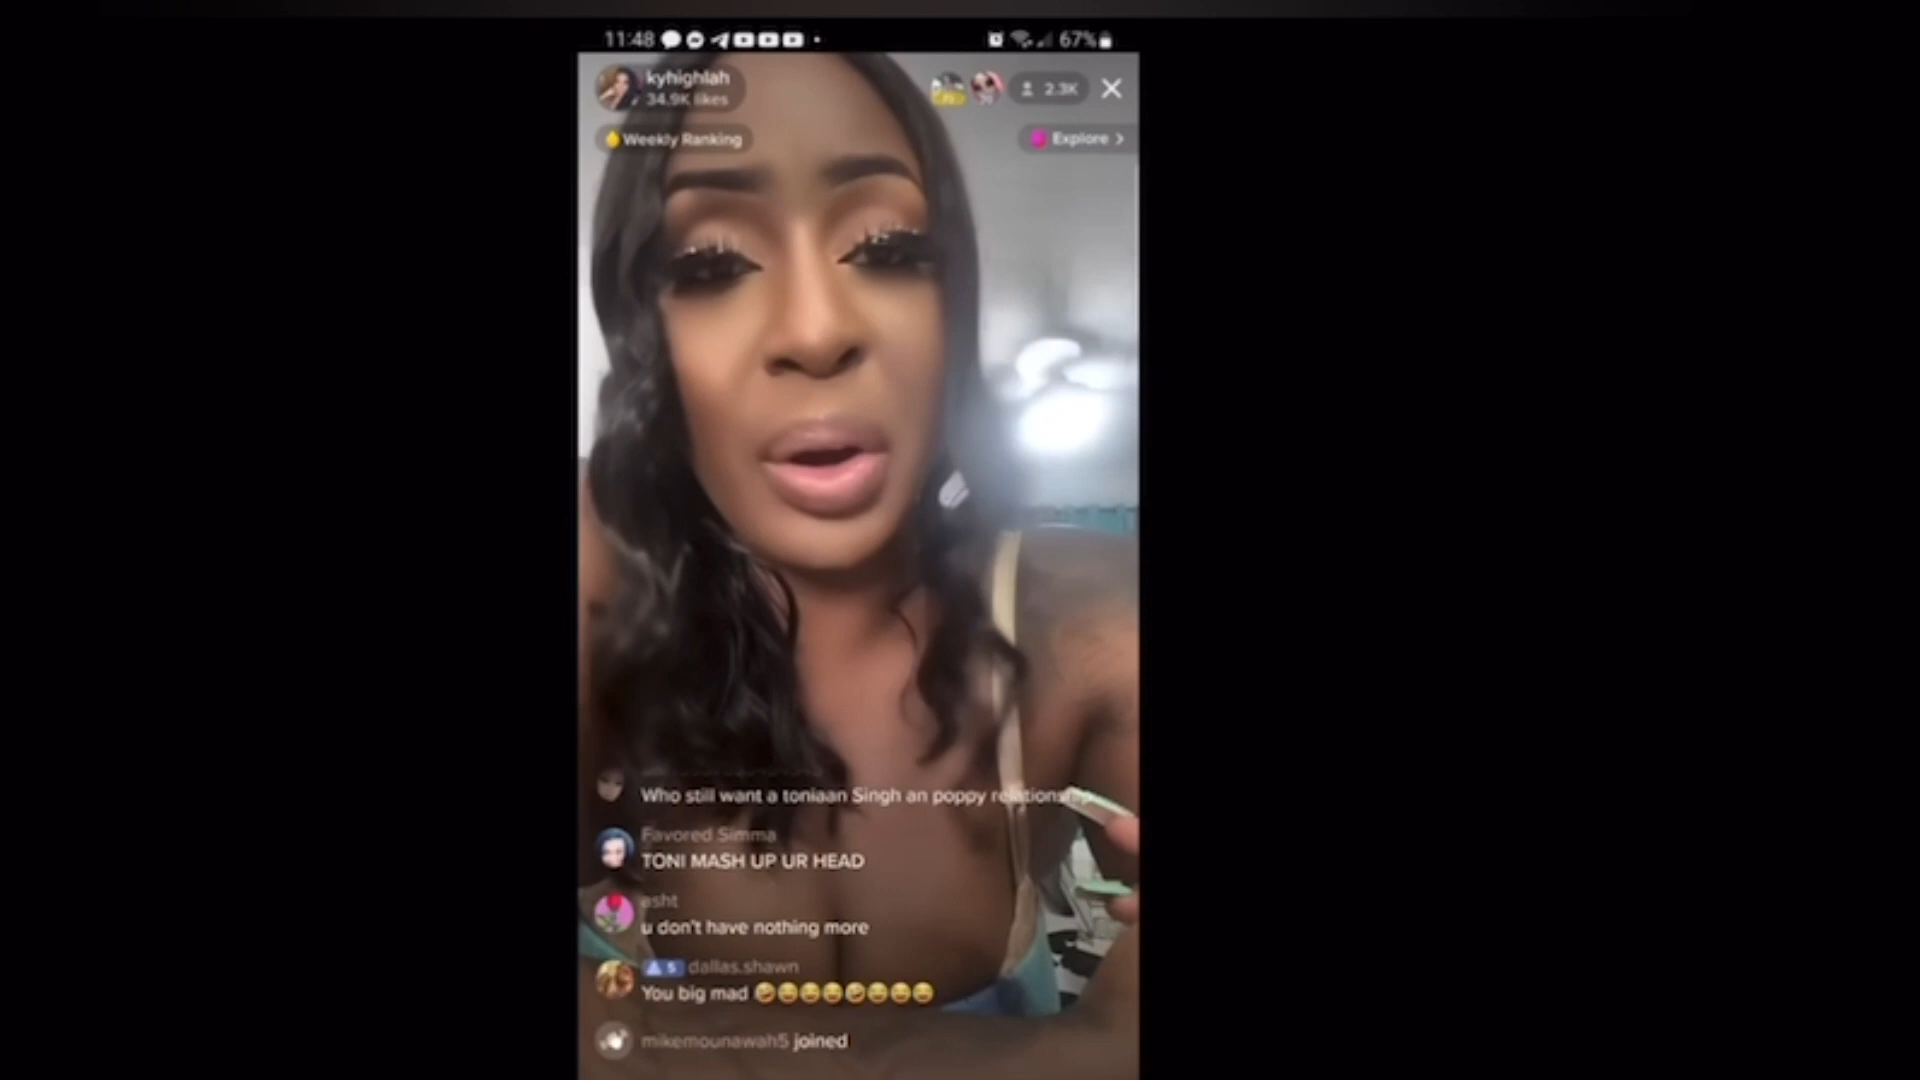 11:48
67%
kyhighlah
34.9K likes
2.3K
Weekly Ranking
Explore >
Who still want a toniaan Singh an poppy relationship
Favored Simma
TONI MASH UP UR HEAD
asht
u don't have nothing more
5 dallas.shawn
You big mad 🤣😂😂😂🤣😂😂😂
mikemounawah5 joined